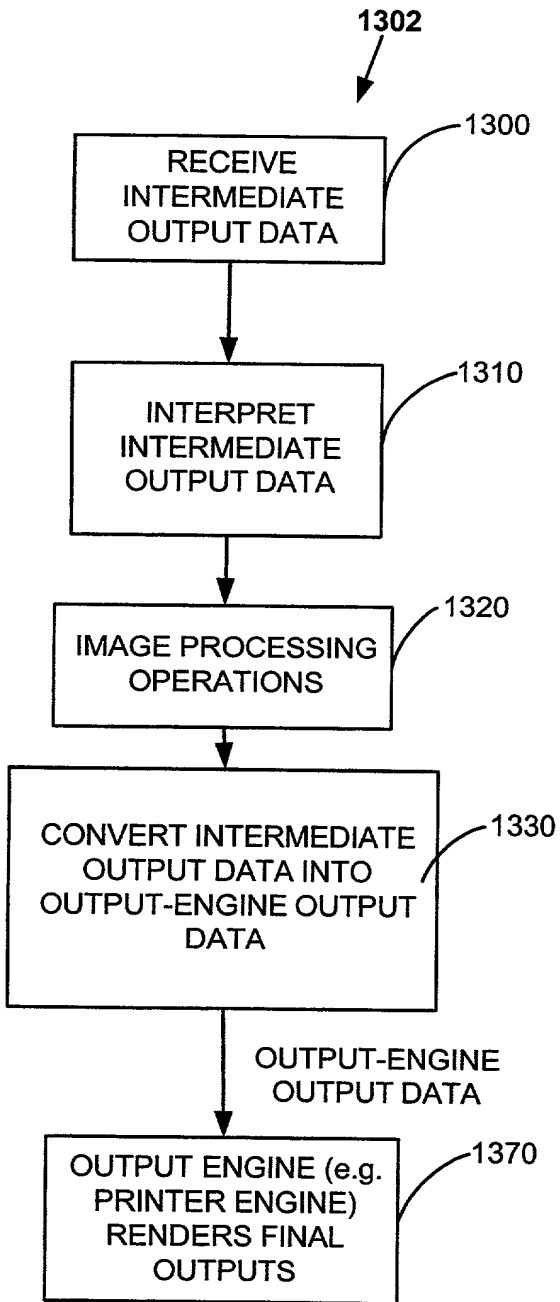 1302
1300
RECEIVE
INTERMEDIATE
OUTPUT DATA
1310
INTERPRET
INTERMEDIATE
OUTPUT DATA
1320
IMAGE PROCESSING
OPERATIONS
1330
CONVERT INTERMEDIATE
OUTPUT DATA INTO
OUTPUT-ENGINE OUTPUT
DATA
OUTPUT-ENGINE
OUTPUT DATA
1370
OUTPUT ENGINE (e.g.
PRINTER ENGINE)
RENDERS FINAL
OUTPUTS